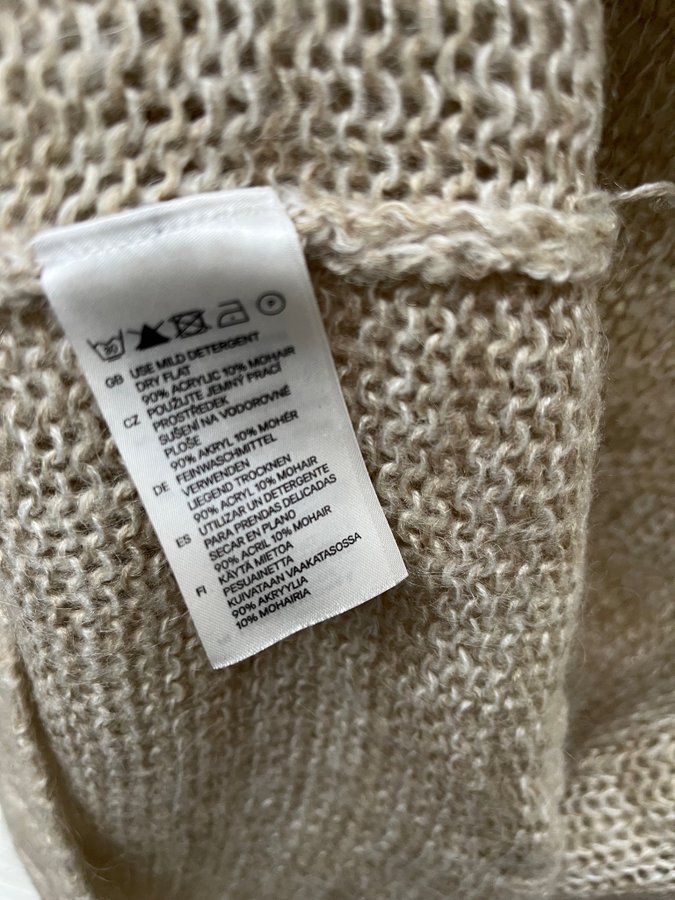 GB USE MILD DETERGENT
DRY FLAT
90% ACRYLIC 10% MOHAIR
CZ POUŽIJTE JEMNÝ PRACÍ
PROSTŘEDEK
SUŠENÍ NA VODOROVNÉ
PLOŠE
90% AKRYL 10% MOHÉR
DE FEINWASCHMITTEL
VERWENDEN
LIEGEND TROCKNEN
90% ACRYL 10% MOHAIR
ES UTILIZAR UN DETERGENTE
PARA PRENDAS DELICADAS
SECAR EN PLANO
90% ACRIL 10% MOHAIR
FI KÄYTÄ MIETOA
PESUAINETTA
KUIVATAAN VAAKATASOSSA
90% AKRYYLIA
10% MOHAIRIA